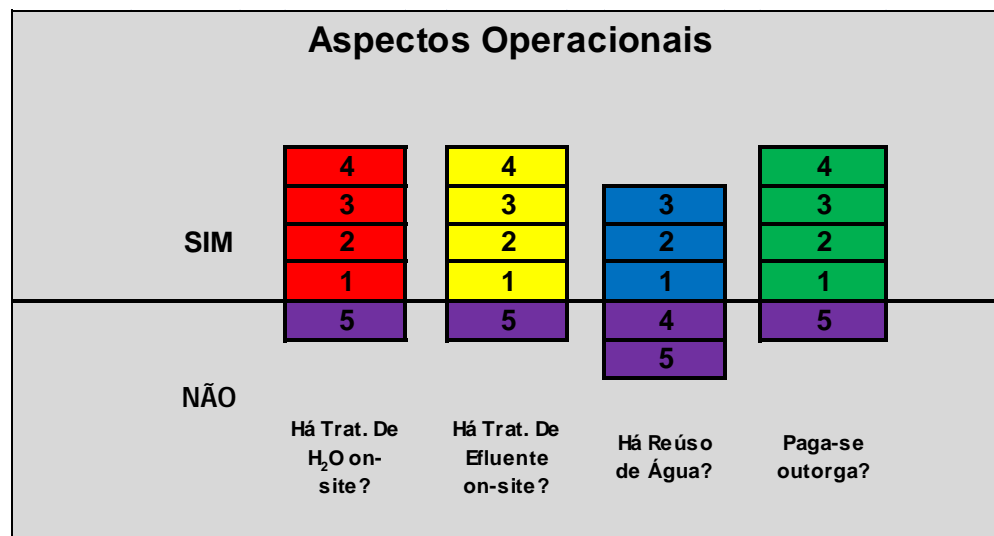 Aspectos Operacionais
4 4 4
3 3 3 3
SIM 2 2 2 2
1 1 1 1
5 5 4 5
5
NÃO
Há Trat. De
H₂O on-
site?
Há Trat. De
Efluente
on-site?
Há Reúso
de Água?
Paga-se
outorga?